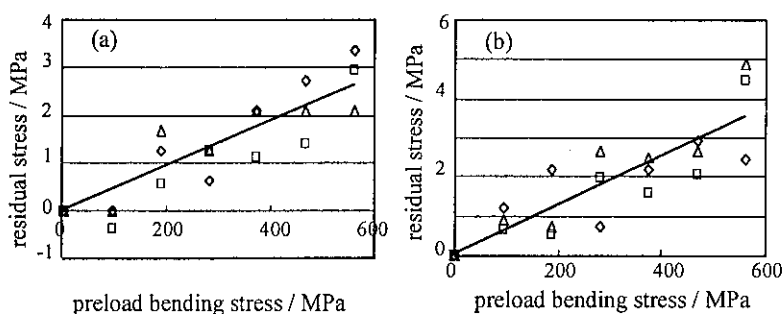 (a)
residual stress / MPa
4
3
2
1
0
-1
0 200 400 600
preload bending stress / MPa
(b)
residual stress / MPa
4
2
0
0 200 400 600
preload bending stress / MPa